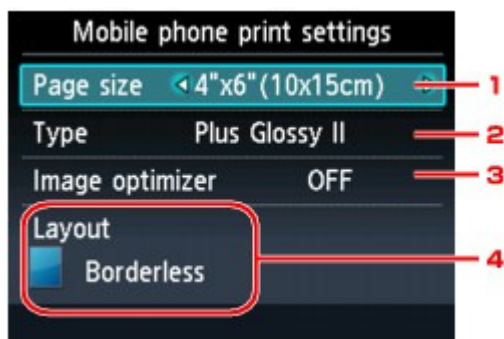 Mobile phone print settings
Page size 4"x6"(10x15cm) 1
Type Plus Glossy II 2
Image optimizer OFF 3
Layout
Borderless 4